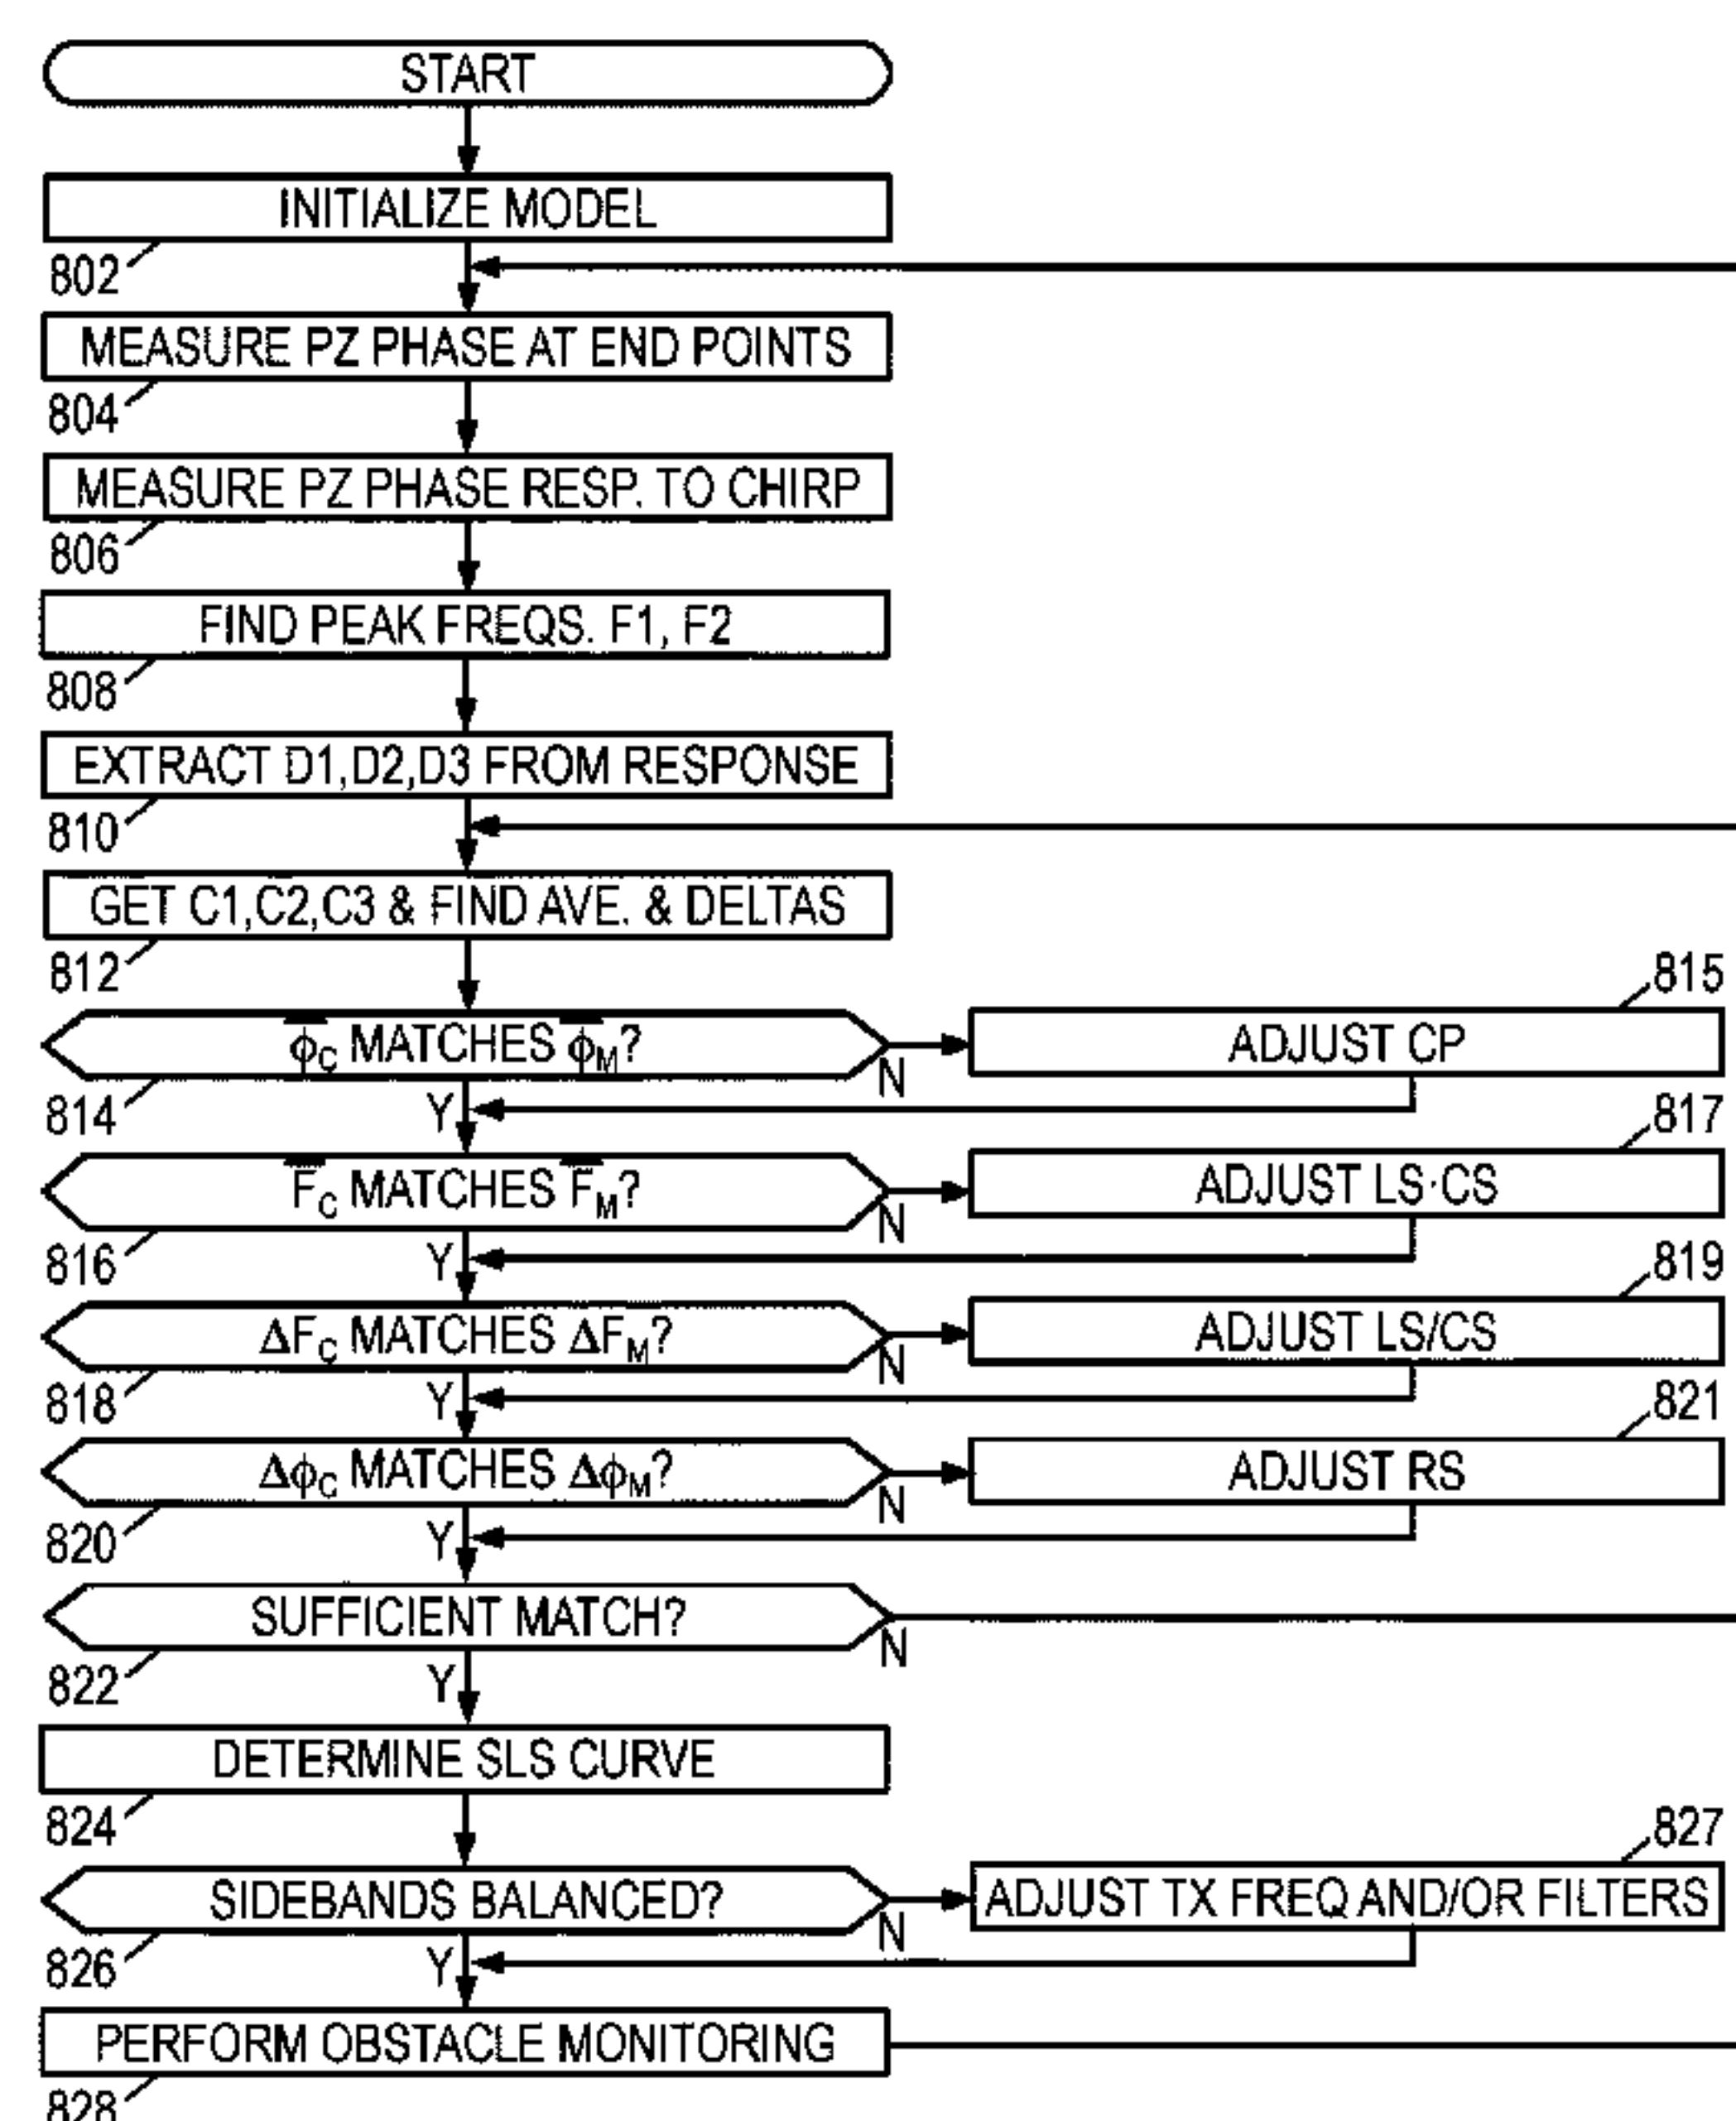 START
INITIALIZE MODEL
802
MEASURE PZ PHASE AT END POINTS
804
MEASURE PZ PHASE RESP. TO CHIRP
806
FIND PEAK FREQS. F1, F2
808
EXTRACT D1,D2,D3 FROM RESPONSE
810
GET C1,C2,C3 & FIND AVE. & DELTAS
812
ϕ̅C MATCHES ϕ̅M?
N
814
Y
815
ADJUST CP
F̅C MATCHES F̅M?
N
816
Y
817
ADJUST LS·CS
ΔFC MATCHES ΔFM?
N
818
Y
819
ADJUST LS/CS
ΔϕC MATCHES ΔϕM?
N
820
Y
821
ADJUST RS
SUFFICIENT MATCH?
N
822
Y
DETERMINE SLS CURVE
824
SIDEBANDS BALANCED?
N
826
Y
827
ADJUST TX FREQ AND/OR FILTERS
PERFORM OBSTACLE MONITORING
828